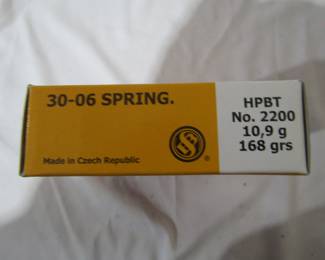 30-06 SPRING.
Made in Czech Republic
®
HPBT
No. 2200
10,9 g
168 grs